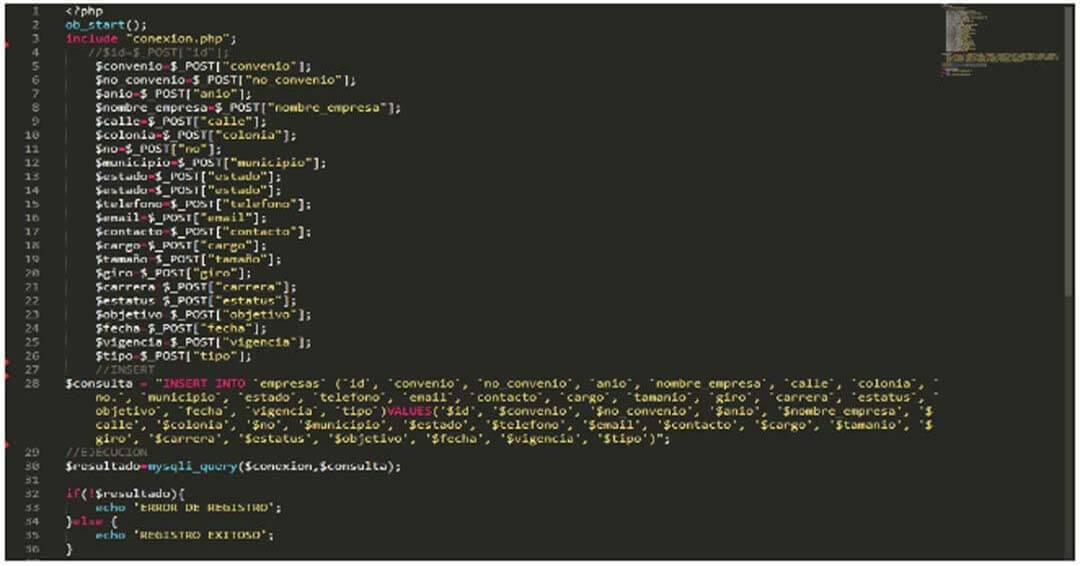 1 <?php
2 ob_start();
3 include "conexion.php";
4 //$id=$_POST["id"];
5 $convenio=$_POST["convenio"];
6 $no_convenio=$_POST["no_convenio"];
7 $anio=$_POST["anio"];
8 $nombre_empresa=$_POST["nombre_empresa"];
9 $calle=$_POST["calle"];
10 $colonia=$_POST["colonia"];
11 $no=$_POST["no"];
12 $municipio=$_POST["municipio"];
13 $estado=$_POST["estado"];
14 $estado=$_POST["estado"];
15 $telefono=$_POST["telefono"];
16 $email=$_POST["email"];
17 $contacto=$_POST["contacto"];
18 $cargo=$_POST["cargo"];
19 $tamaño=$_POST["tamaño"];
20 $giro=$_POST["giro"];
21 $carrera=$_POST["carrera"];
22 $estatus=$_POST["estatus"];
23 $objetivo=$_POST["objetivo"];
24 $fecha=$_POST["fecha"];
25 $vigencia=$_POST["vigencia"];
26 $tipo=$_POST["tipo"];
27 //INSERT
28 $consulta = "INSERT INTO `empresas` (`id`, `convenio`, `no_convenio`, `anio`, `nombre_empresa`, `calle`, `colonia`, `
no.`, `municipio`, `estado`, `telefono`, `email`, `contacto`, `cargo`, `tamanio`, `giro`, `carrera`, `estatus`, `
objetivo`, `fecha`, `vigencia`, `tipo`)VALUES('$id', '$convenio', '$no_convenio', '$anio', '$nombre_empresa', '$
calle', '$colonia', '$no', '$municipio', '$estado', '$telefono', '$email', '$contacto', '$cargo', '$tamanio', '$
giro', '$carrera', '$estatus', '$objetivo', '$fecha', '$vigencia', '$tipo')";
29 //EJECUCION
30 $resultado=mysqli_query($conexion,$consulta);
31
32 if(!$resultado){
33 echo 'ERROR DE REGISTRO';
34 }else {
35 echo 'REGISTRO EXITOSO';
36 }